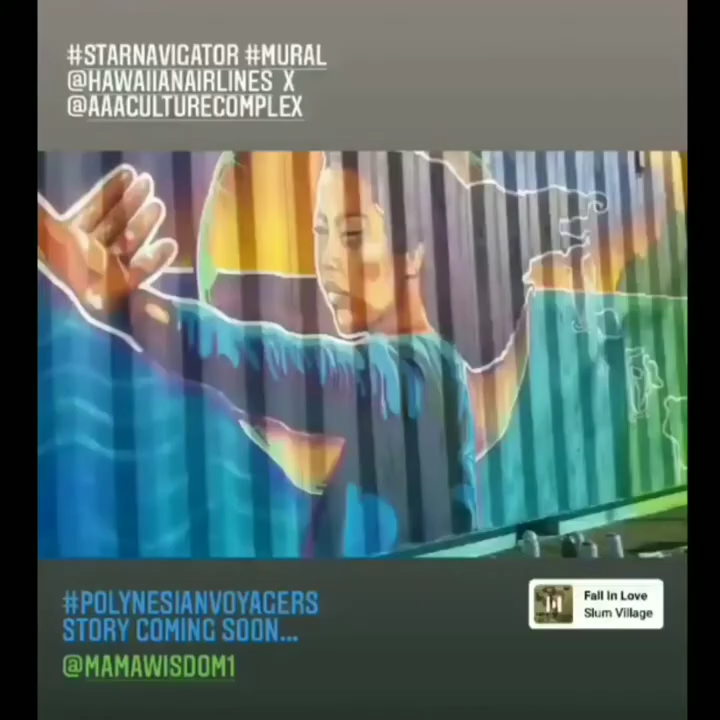 #STARNAVIGATOR #MURAL
@HAWAIIANAIRLINES X
@AAACULTURECOMPLEX
#POLYNESIANVOYAGERS
STORY COMING SOON...
@MAMAWISDOM1
Fall In Love
Slum Village